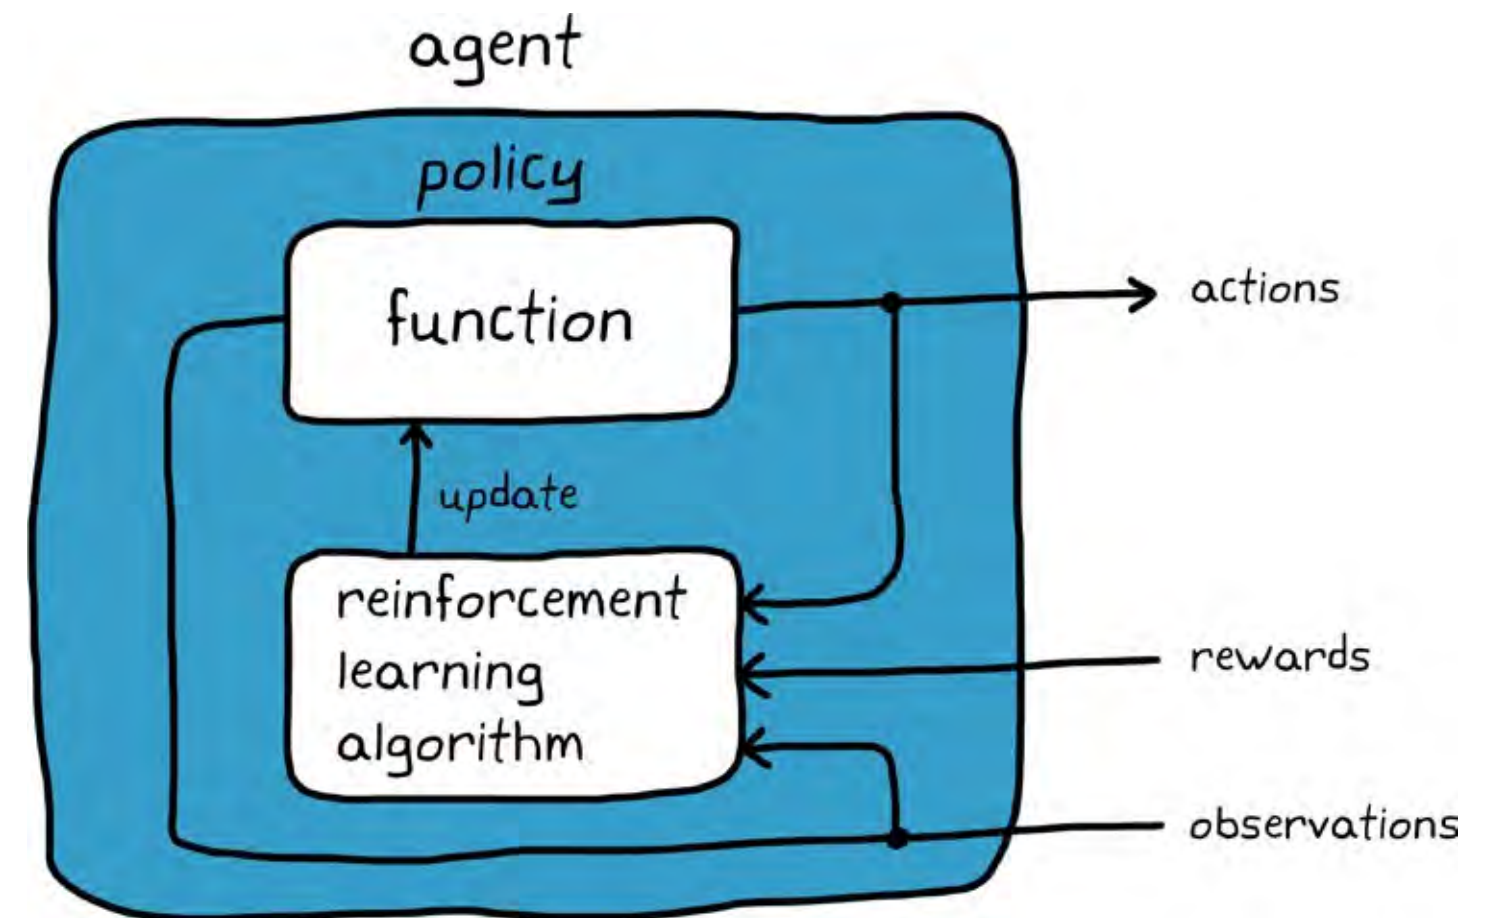 agent
policy
function
actions
update
reinforcement
learning
algorithm
rewards
observations